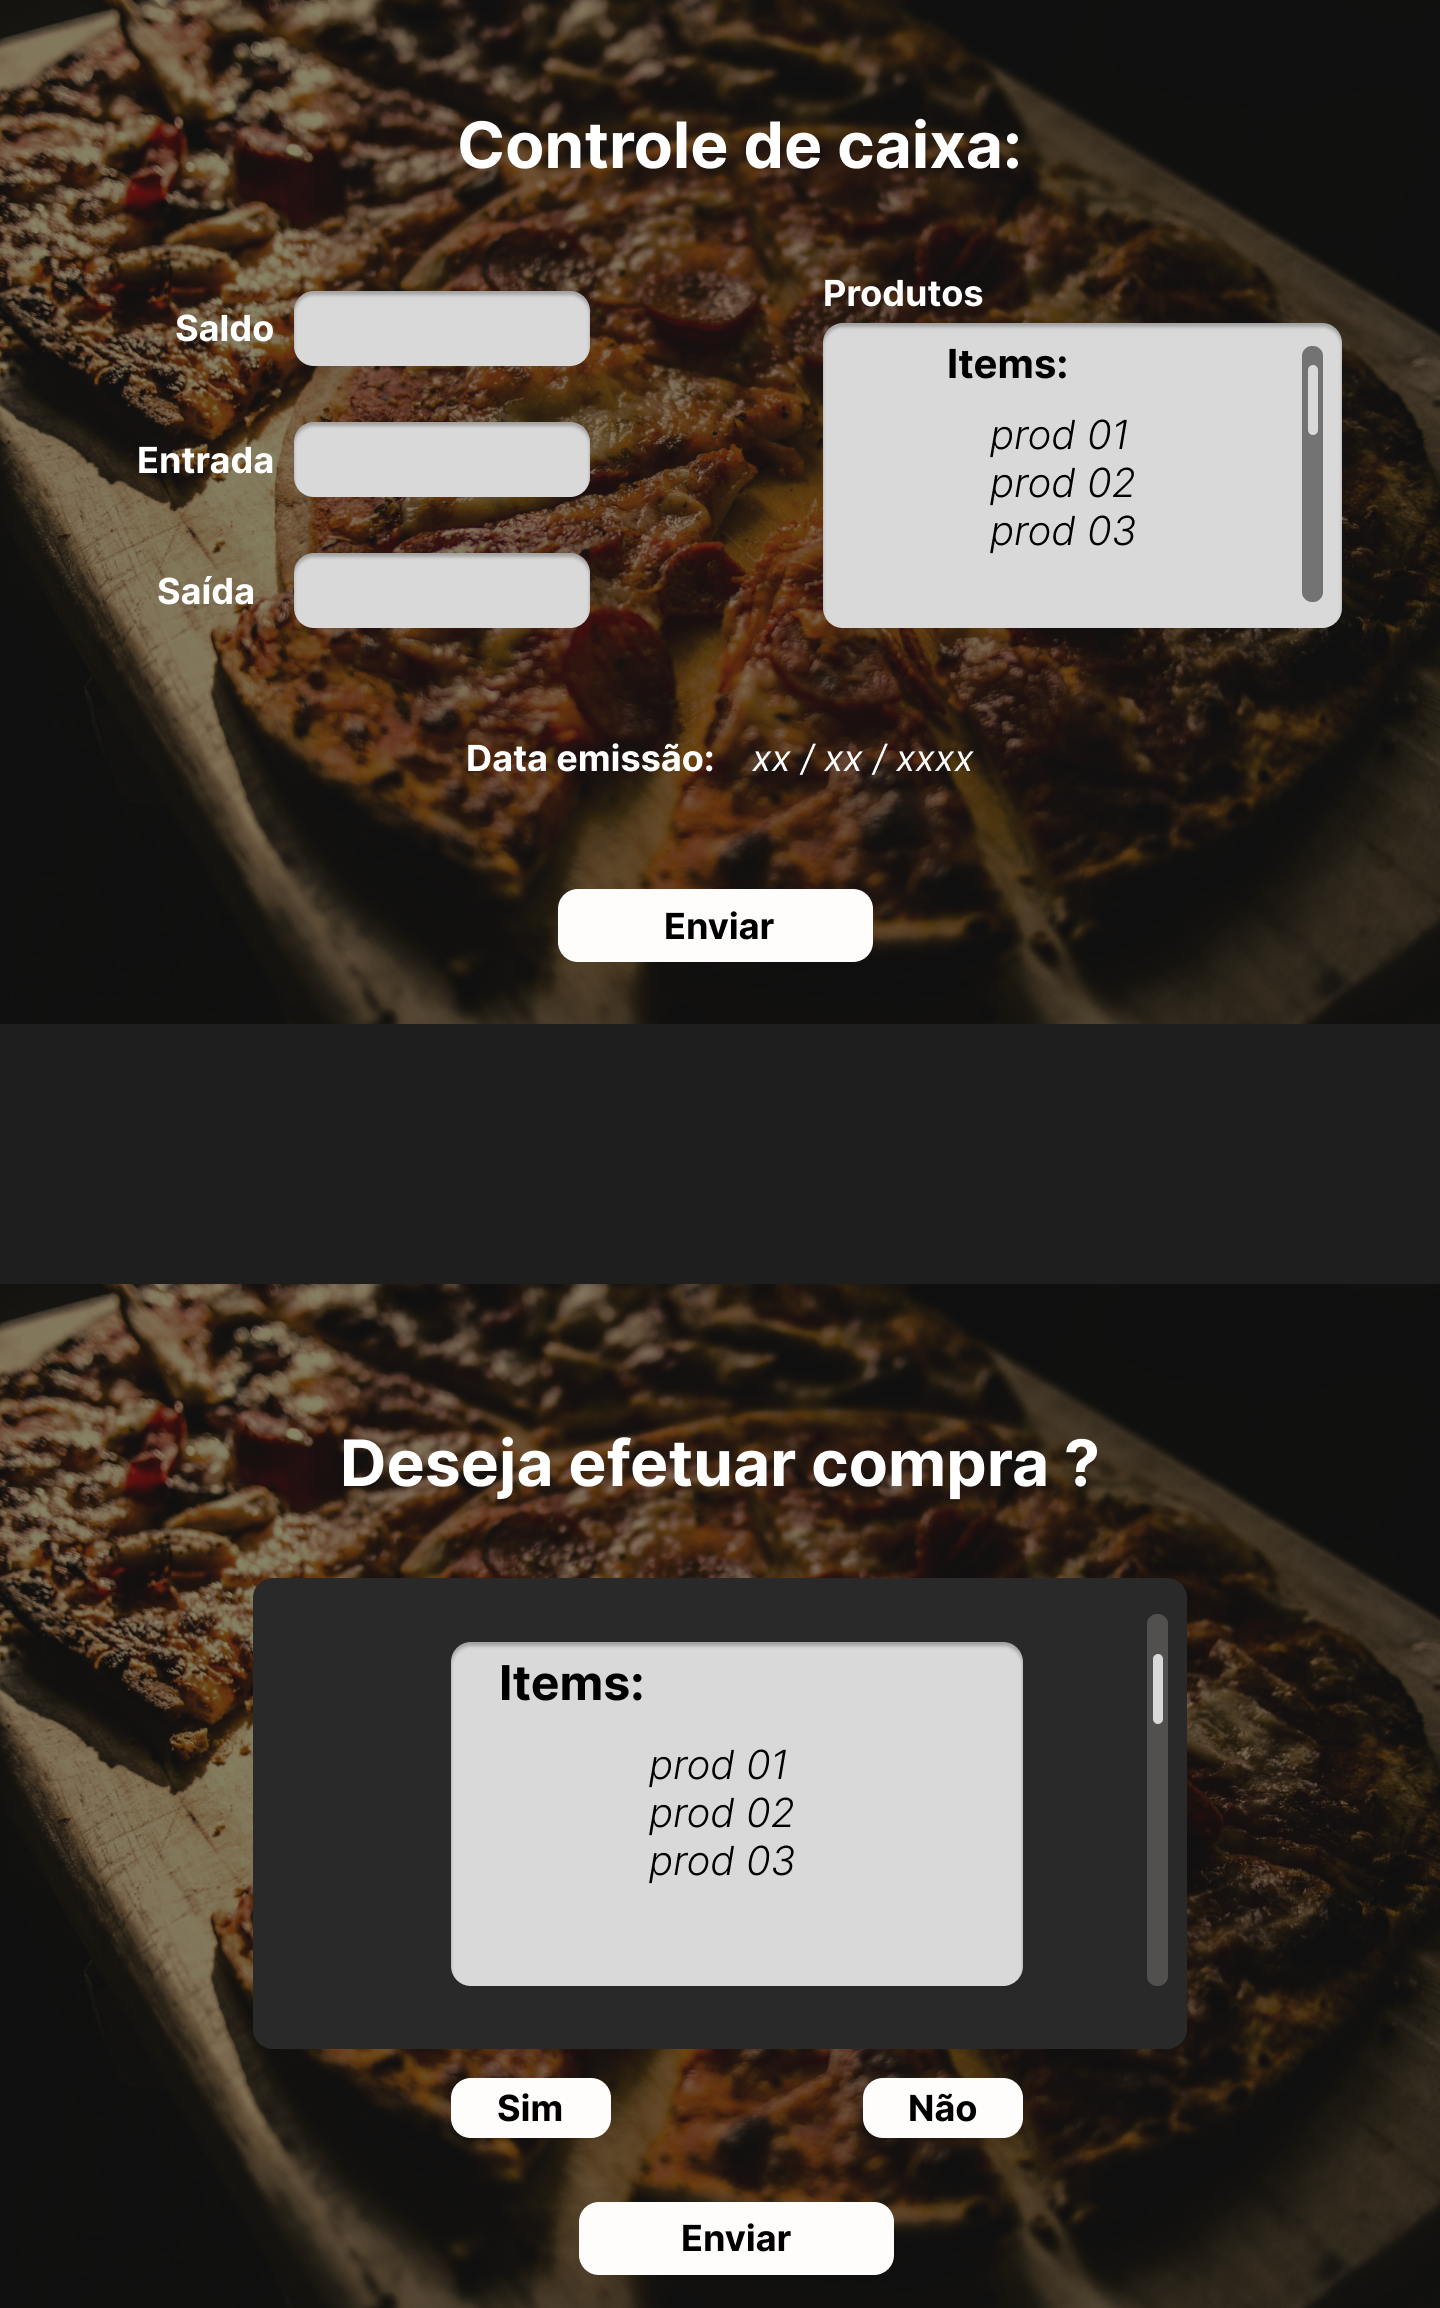 Controle de caixa:
Saldo
Entrada
Saída
Produtos
Items:
prod 01
prod 02
prod 03
Data emissão: xx / xx / xxxx
Enviar
Deseja efetuar compra ?
Items:
prod 01
prod 02
prod 03
Sim
Não
Enviar